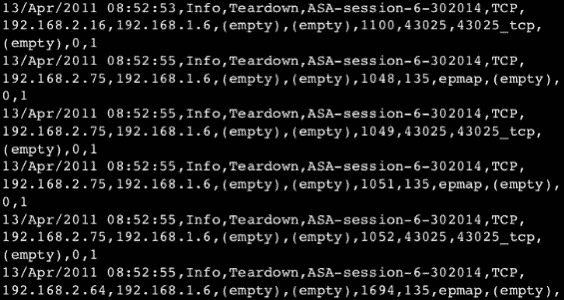 13/Apr/2011 08:52:53,Info,Teardown,ASA-session-6-302014,TCP,
192.168.2.16,192.168.1.6,(empty),(empty),1100,43025,43025_tcp,
(empty),0,1
13/Apr/2011 08:52:55,Info,Teardown,ASA-session-6-302014,TCP,
192.168.2.75,192.168.1.6,(empty),(empty),1048,135,epmap,(empty),
0,1
13/Apr/2011 08:52:55,Info,Teardown,ASA-session-6-302014,TCP,
192.168.2.75,192.168.1.6,(empty),(empty),1049,43025,43025_tcp,
(empty),0,1
13/Apr/2011 08:52:55,Info,Teardown,ASA-session-6-302014,TCP,
192.168.2.75,192.168.1.6,(empty),(empty),1051,135,epmap,(empty),
0,1
13/Apr/2011 08:52:55,Info,Teardown,ASA-session-6-302014,TCP,
192.168.2.75,192.168.1.6,(empty),(empty),1052,43025,43025_tcp,
(empty),0,1
13/Apr/2011 08:52:55,Info,Teardown,ASA-session-6-302014,TCP,
192.168.2.64,192.168.1.6,(empty),(empty),1694,135,epmap,(empty),